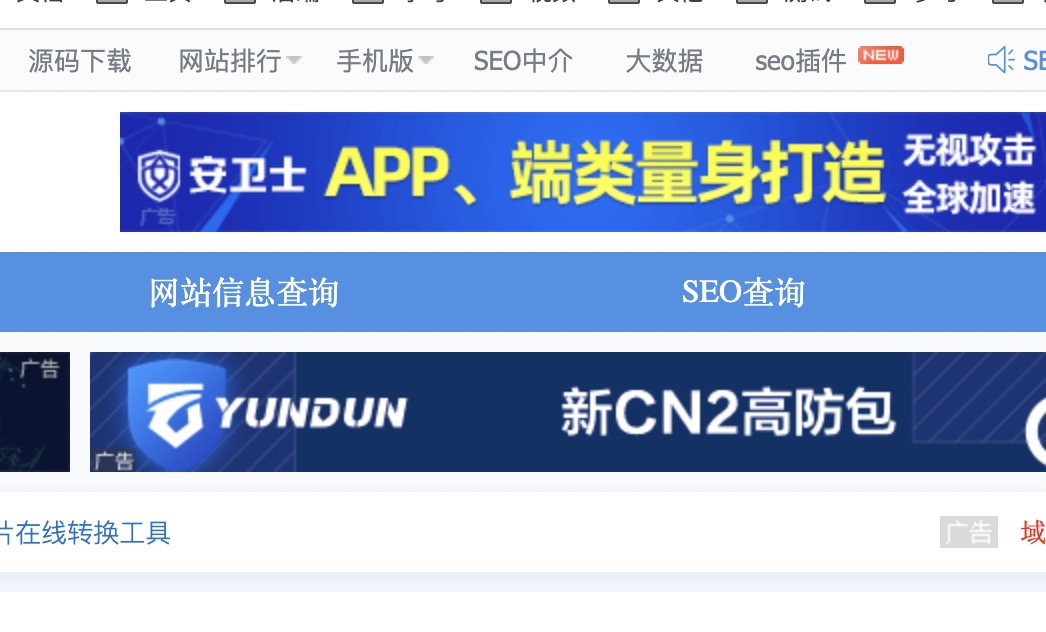 源码下载 网站排行 手机版 SEO中介 大数据 seo插件 NEW
安卫士 APP、端类量身打造 无视攻击
全球加速
广告
网站信息查询 SEO查询
广告
YUNDUN 新CN2高防包
广告
片在线转换工具 广告 域